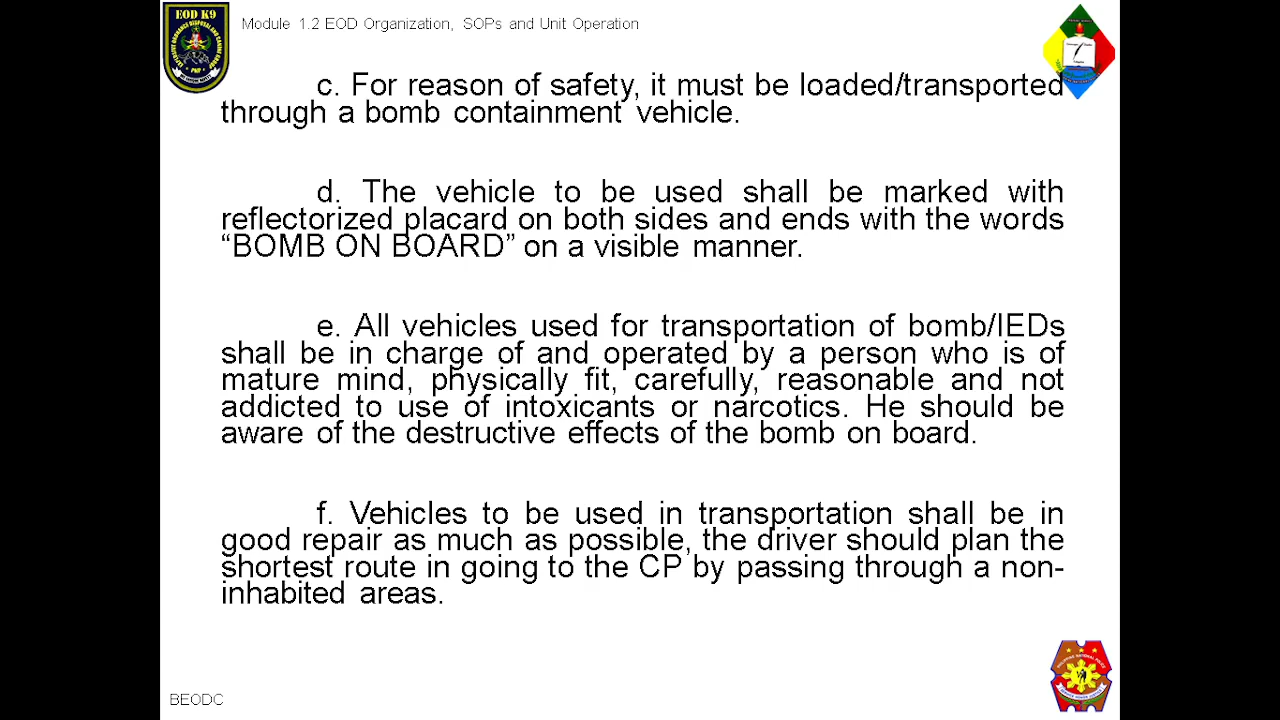 EOD K9
Module 1.2 EOD Organization, SOPs and Unit Operation
c. For reason of safety, it must be loaded/transported
through a bomb containment vehicle.
d. The vehicle to be used shall be marked with
reflectorized placard on both sides and ends with the words
“BOMB ON BOARD” on a visible manner.
e. All vehicles used for transportation of bomb/IEDs
shall be in charge of and operated by a person who is of
mature mind, physically fit, carefully, reasonable and not
addicted to use of intoxicants or narcotics. He should be
aware of the destructive effects of the bomb on board.
f. Vehicles to be used in transportation shall be in
good repair as much as possible, the driver should plan the
shortest route in going to the CP by passing through a non-
inhabited areas.
BEODC